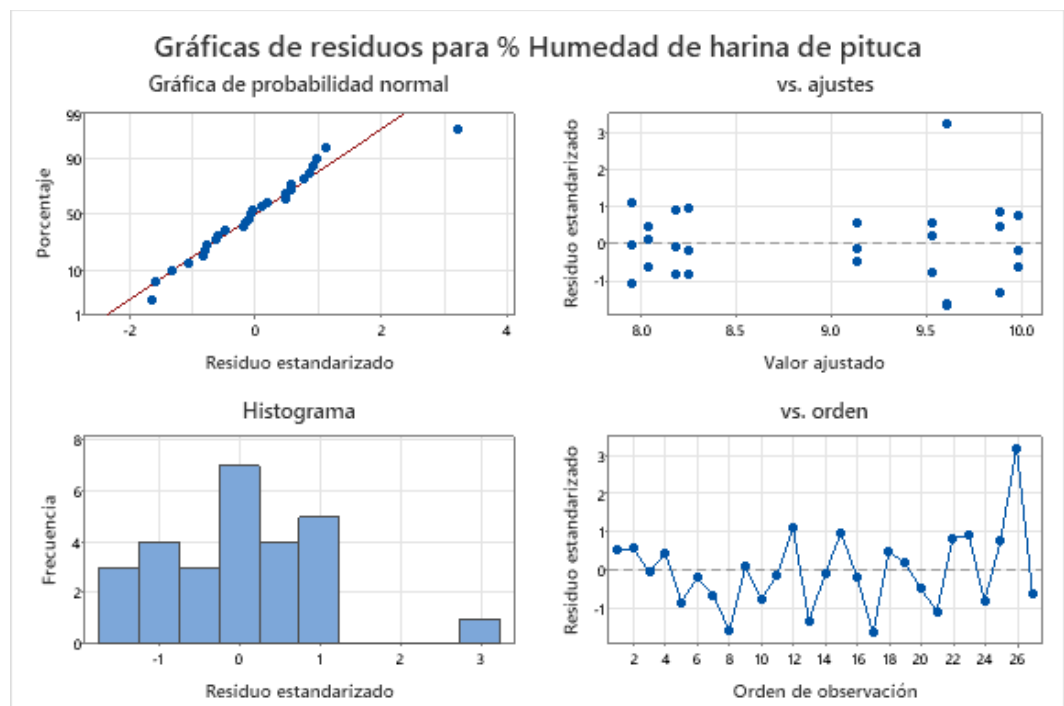 Gráficas de residuos para % Humedad de harina de pituca
Gráfica de probabilidad normal
99
90
50
10
1
Porcentaje
-2 0 2 4
Residuo estandarizado
vs. ajustes
3
2
1
0
-1
Residuo estandarizado
8.0 8.5 9.0 9.5 10.0
Valor ajustado
Histograma
8
6
4
2
0
Frecuencia
-1 0 1 2 3
Residuo estandarizado
vs. orden
3
2
1
0
-1
Residuo estandarizado
2 4 6 8 10 12 14 16 18 20 22 24 26
Orden de observación